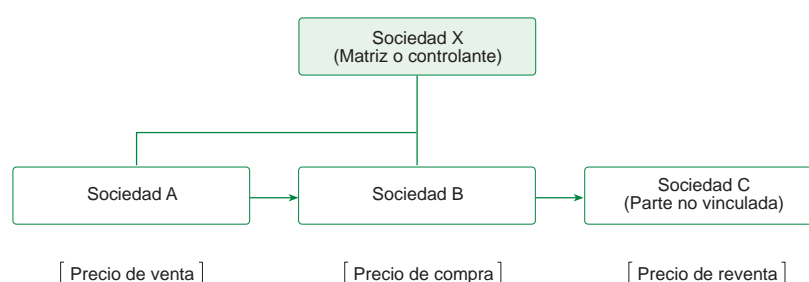 Sociedad X
(Matriz o controlante)
Sociedad A
Sociedad B
Sociedad C
(Parte no vinculada)
[ Precio de venta ]
[ Precio de compra ]
[ Precio de reventa ]